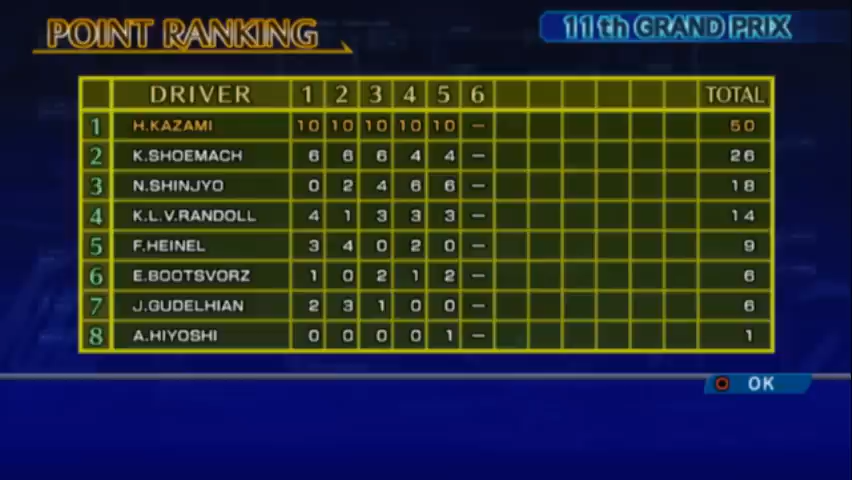 POINT RANKING
11th GRAND PRIX
DRIVER 1 2 3 4 5 6 TOTAL
1 H.KAZAMI 10 10 10 10 10 — 50
2 K.SHOEMACH 6 6 6 4 4 — 26
3 N.SHINJYO 0 2 4 6 6 — 18
4 K.L.V.RANDOLL 4 1 3 3 3 — 14
5 F.HEINEL 3 4 0 2 0 — 9
6 E.BOOTSVORZ 1 0 2 1 2 — 6
7 J.GUDELHIAN 2 3 1 0 0 — 6
8 A.HIYOSHI 0 0 0 0 1 — 1
OK